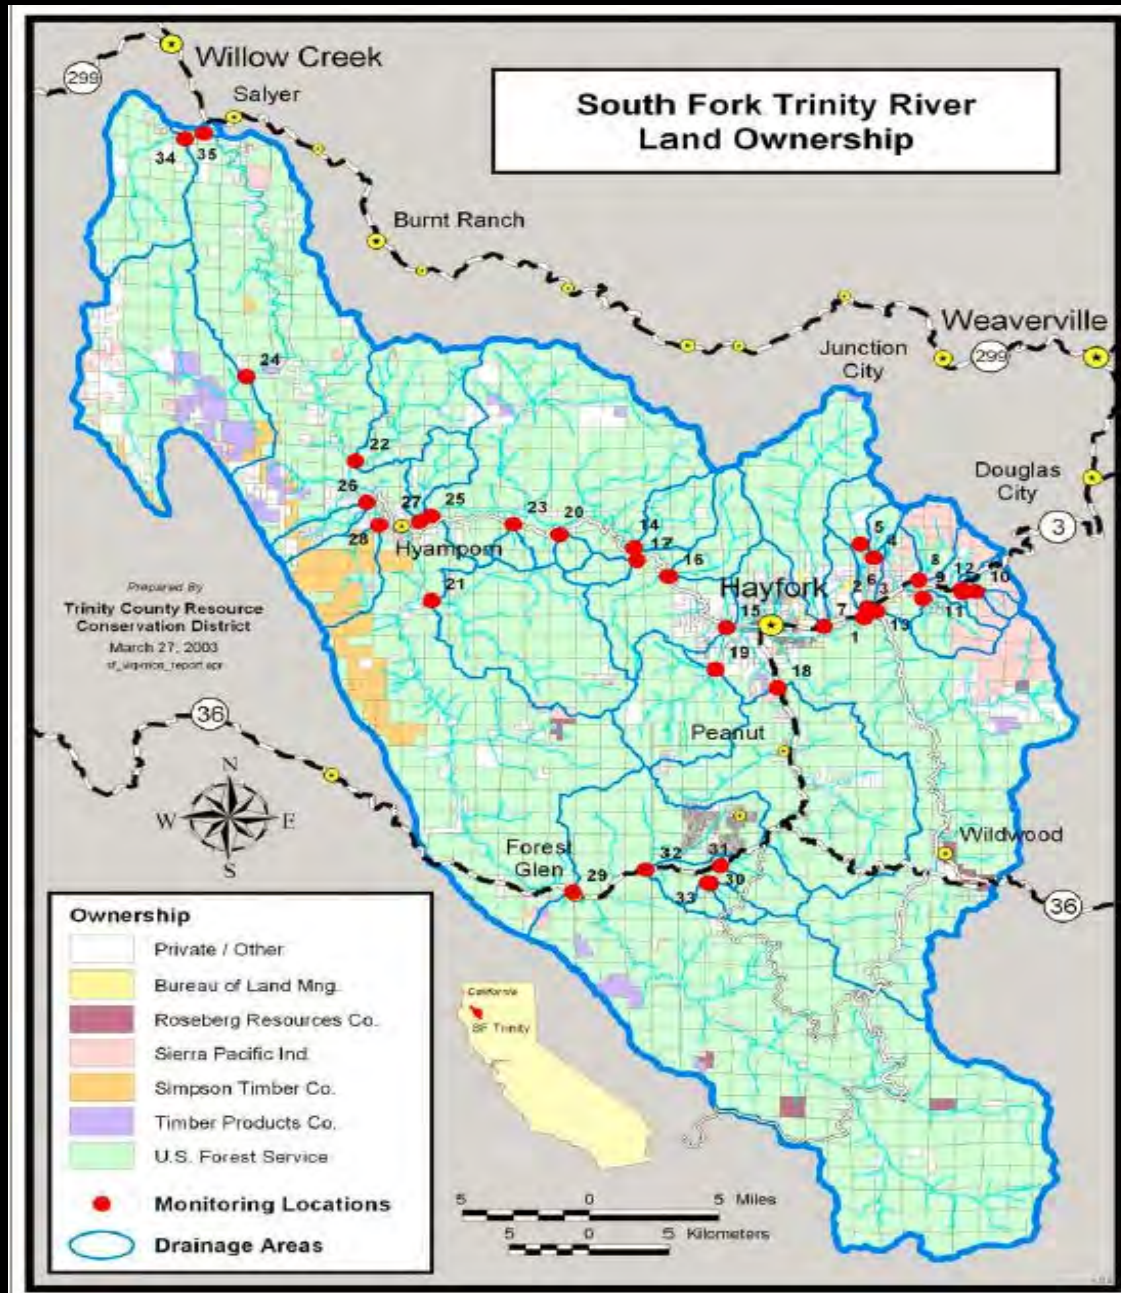 South Fork Trinity River
Land Ownership
Willow Creek
299
Salyer
34
35
Burnt Ranch
Weaverville
299
Junction
City
24
22
Douglas
City
3
26
27
25
23
20
14
17
16
28
Hyampom
21
5
4
8
9
12
10
2
6
3
11
Hayfork
15
7
1
13
19
18
Prepared By
Trinity County Resource
Conservation District
March 27, 2003
36
N
W
E
S
Peanut
Wildwood
Forest
Glen
29
32
31
30
33
36
Ownership
Private / Other
Bureau of Land Mng.
Roseberg Resources Co.
Sierra Pacific Ind
Simpson Timber Co.
Timber Products Co.
U.S. Forest Service
Monitoring Locations
Drainage Areas
California
SF Trinity
5 0 5 Miles
5 0 5 Kilometers